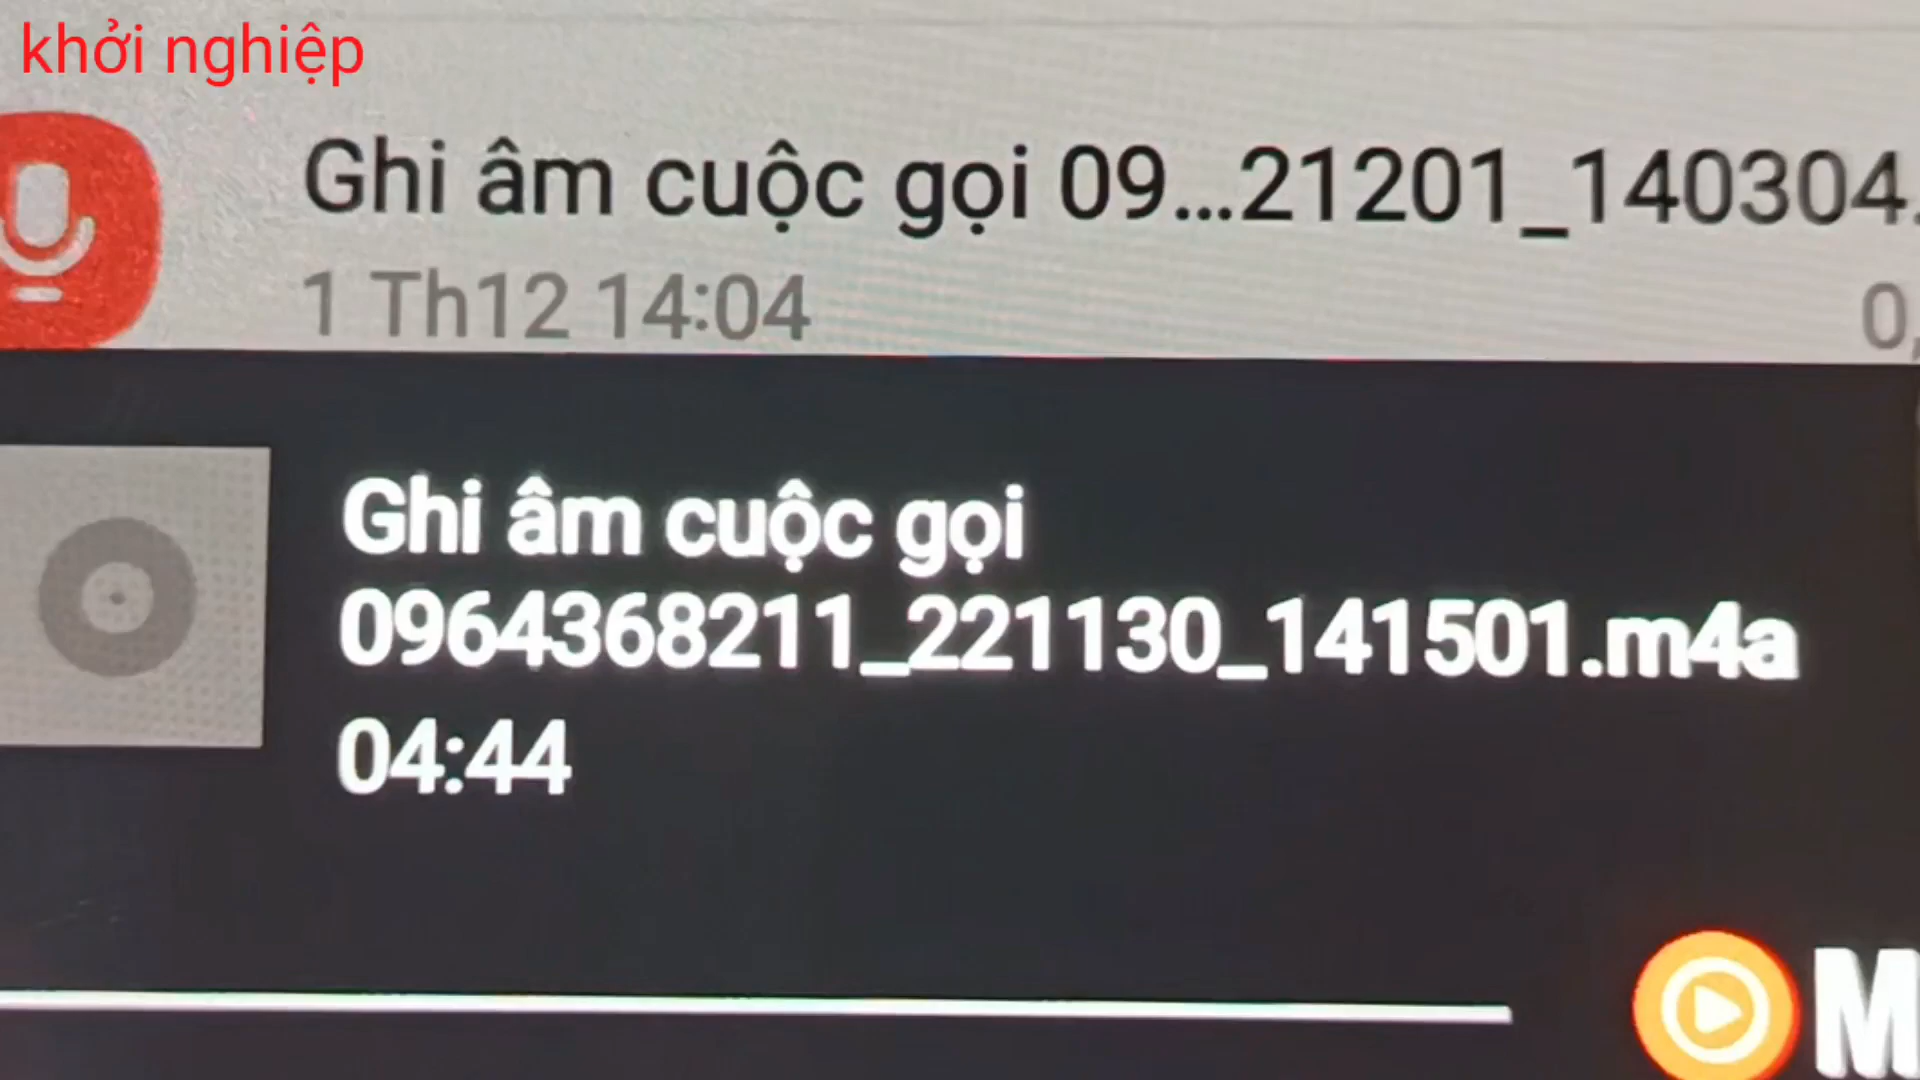 khởi nghiệp
Ghi âm cuộc gọi 09...21201_140304.
1 Th12 14:04
0,
Ghi âm cuộc gọi
0964368211_221130_141501.m4a
04:44
M